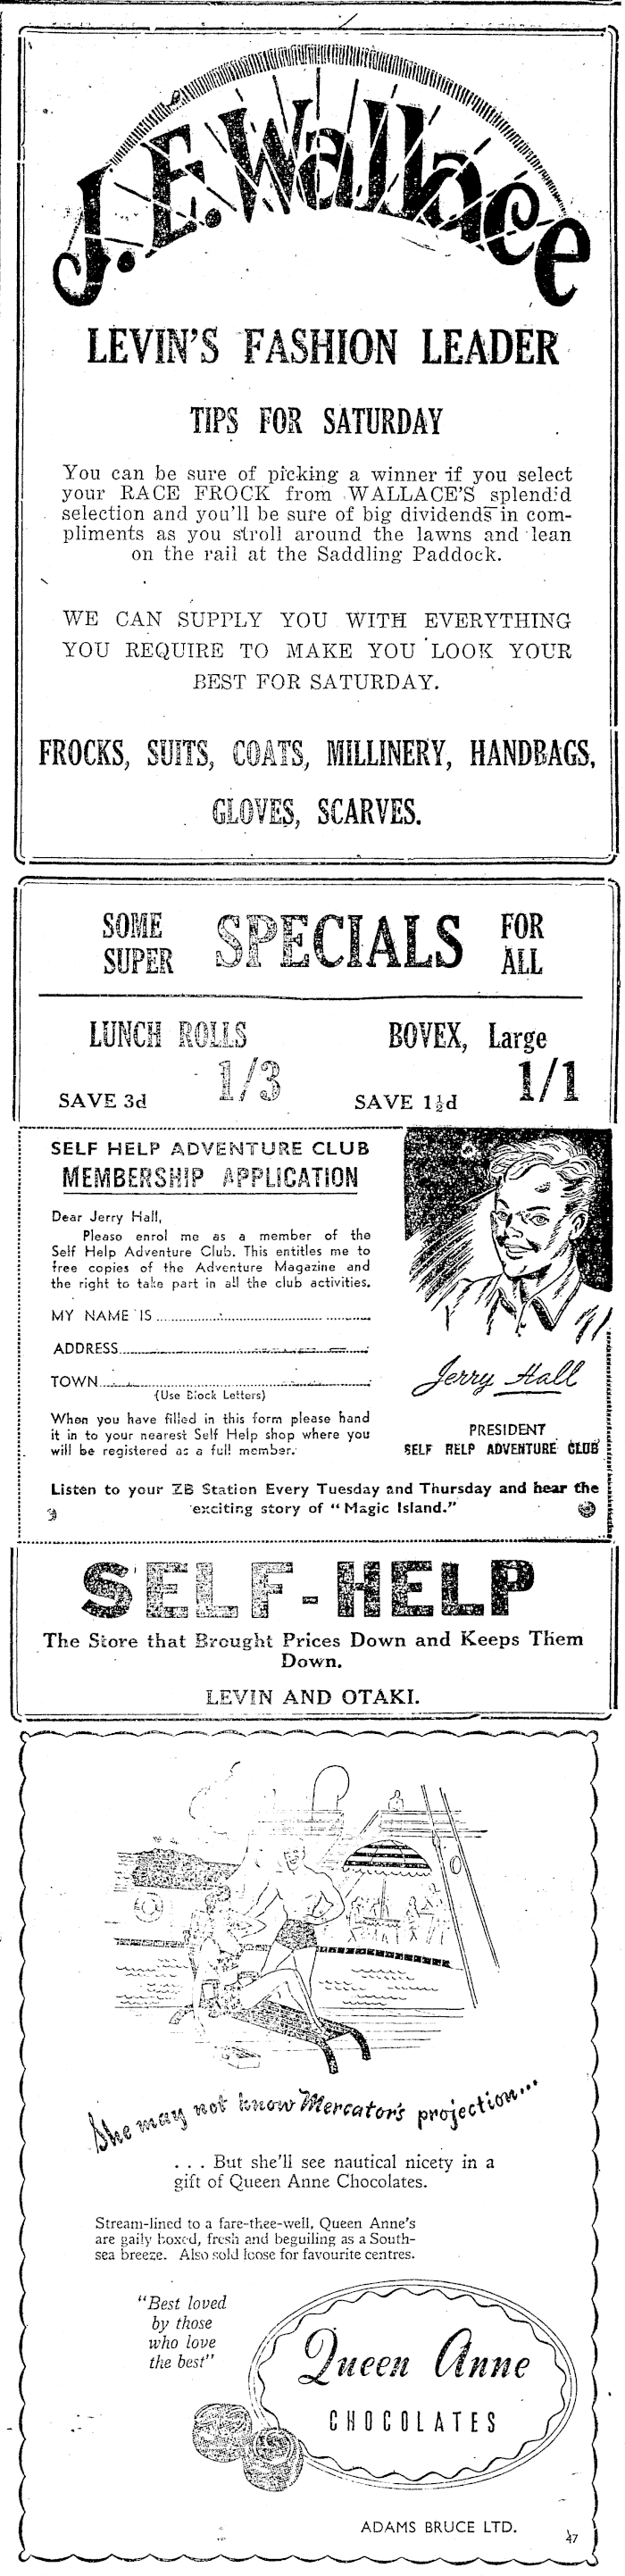 J. E. Wallace
LEVIN'S FASHION LEADER
TIPS FOR SATURDAY
You can be sure of picking a winner if you select
your RACE FROCK from WALLACE'S splendid
selection and you'll be sure of big dividends in com-
pliments as you stroll around the lawns and lean
on the rail at the Saddling Paddock.
WE CAN SUPPLY YOU WITH EVERYTHING
YOU REQUIRE TO MAKE YOU LOOK YOUR
BEST FOR SATURDAY.
FROCKS, SUITS, COATS, MILLINERY, HANDBAGS,
GLOVES, SCARVES.
SOME SUPER SPECIALS FOR ALL
LUNCH ROLLS
1/3
SAVE 3d
BOVEX, Large
1/1
SAVE 1½d
SELF HELP ADVENTURE CLUB
MEMBERSHIP APPLICATION
Dear Jerry Hall,
Please enrol me as a member of the
Self Help Adventure Club. This entitles me to
free copies of the Adventure Magazine and
the right to take part in all the club activities.
MY NAME IS
ADDRESS
TOWN
(Use Block Letters)
When you have filled in this form please hand
it in to your nearest Self Help shop where you
will be registered as a full member.
Jerry Hall
PRESIDENT
SELF HELP ADVENTURE CLUB
Listen to your ZB Station Every Tuesday and Thursday and hear the
exciting story of "Magic Island."
SELF-HELP
The Store that Brought Prices Down and Keeps Them
Down.
LEVIN AND OTAKI.
She may not know Mercator's projection...
. . . But she'll see nautical nicety in a
gift of Queen Anne Chocolates.
Stream-lined to a fare-thee-well, Queen Anne's
are gaily boxed, fresh and beguiling as a South-
sea breeze. Also sold loose for favourite centres.
"Best loved
by those
who love
the best"
Queen Anne
CHOCOLATES
ADAMS BRUCE LTD.
47